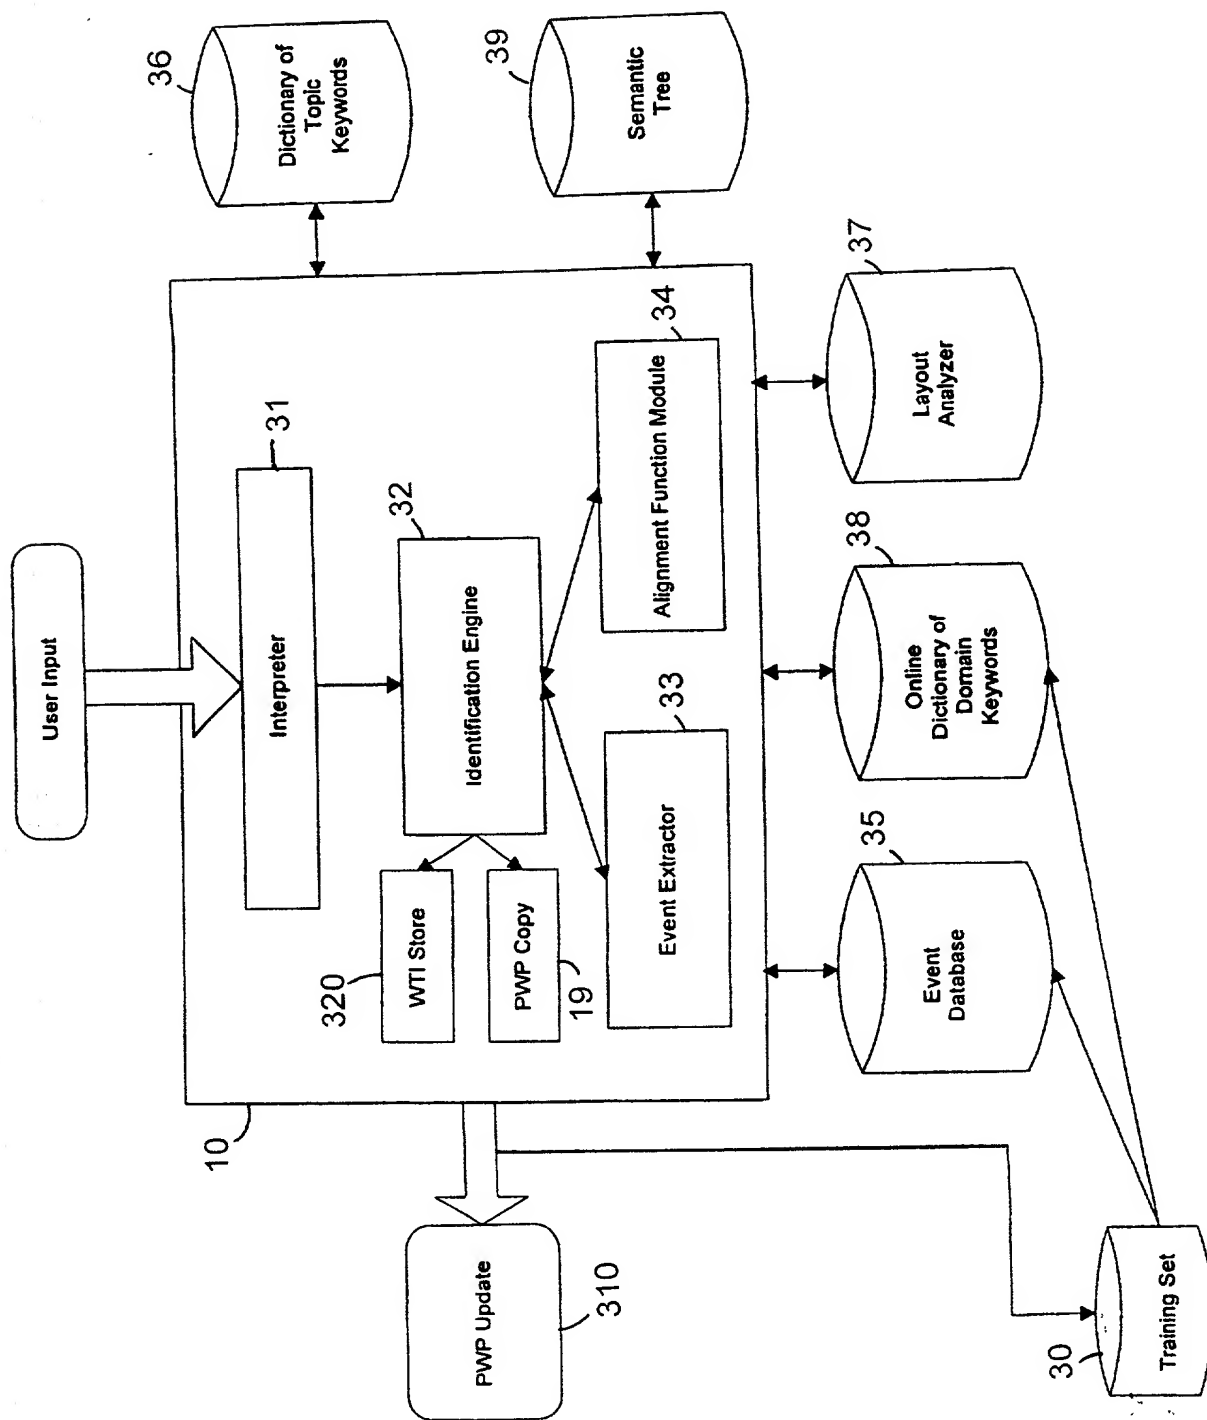 User Input
36
Dictionary of
Topic
Keywords
39
Semantic
Tree
31
Interpreter
32
Identification Engine
34
Alignment Function Module
33
Event Extractor
WTI Store
320
PWP Copy
19
10
PWP Update
310
37
Layout
Analyzer
38
Online
Dictionary of
Domain
Keywords
35
Event
Database
30
Training Set